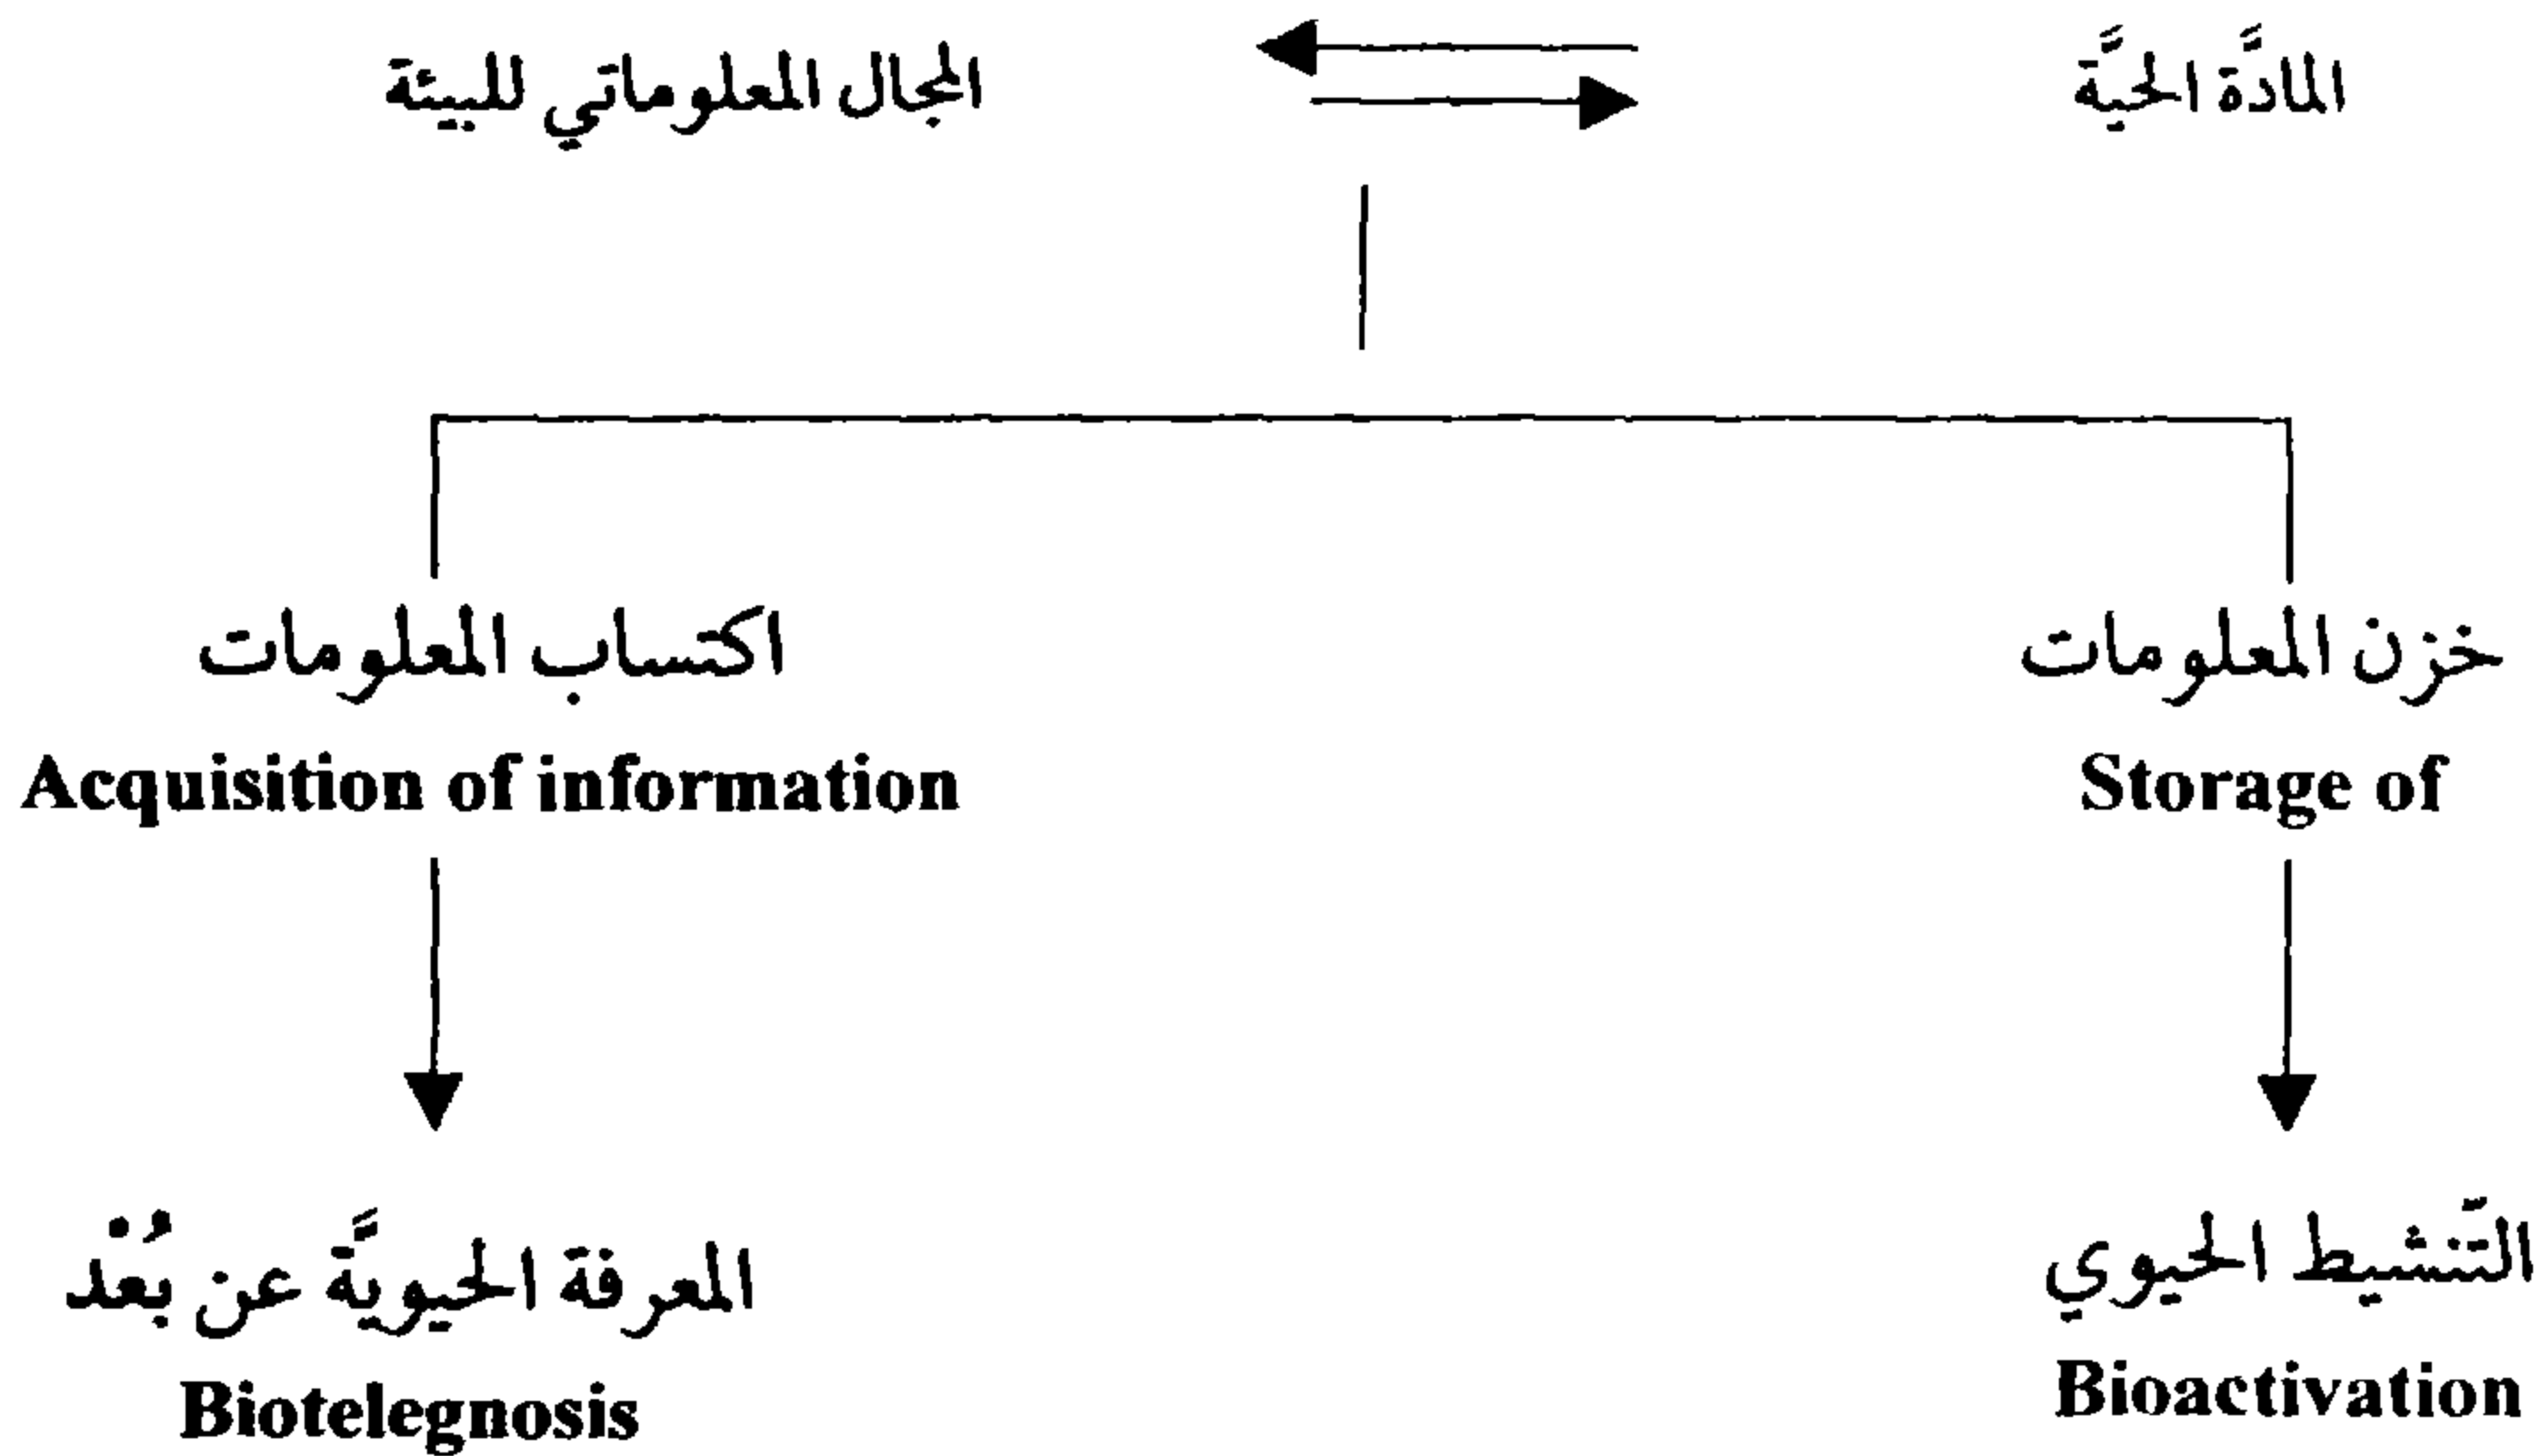 المادَّة الحيَّة
المجال المعلوماتي للبيئة
خزن المعلومات
Storage of
اكتساب المعلومات
Acquisition of information
التّنشيط الحيوي
Bioactivation
المعرفة الحيويَّة عن بُعْد
Biotelegnosis